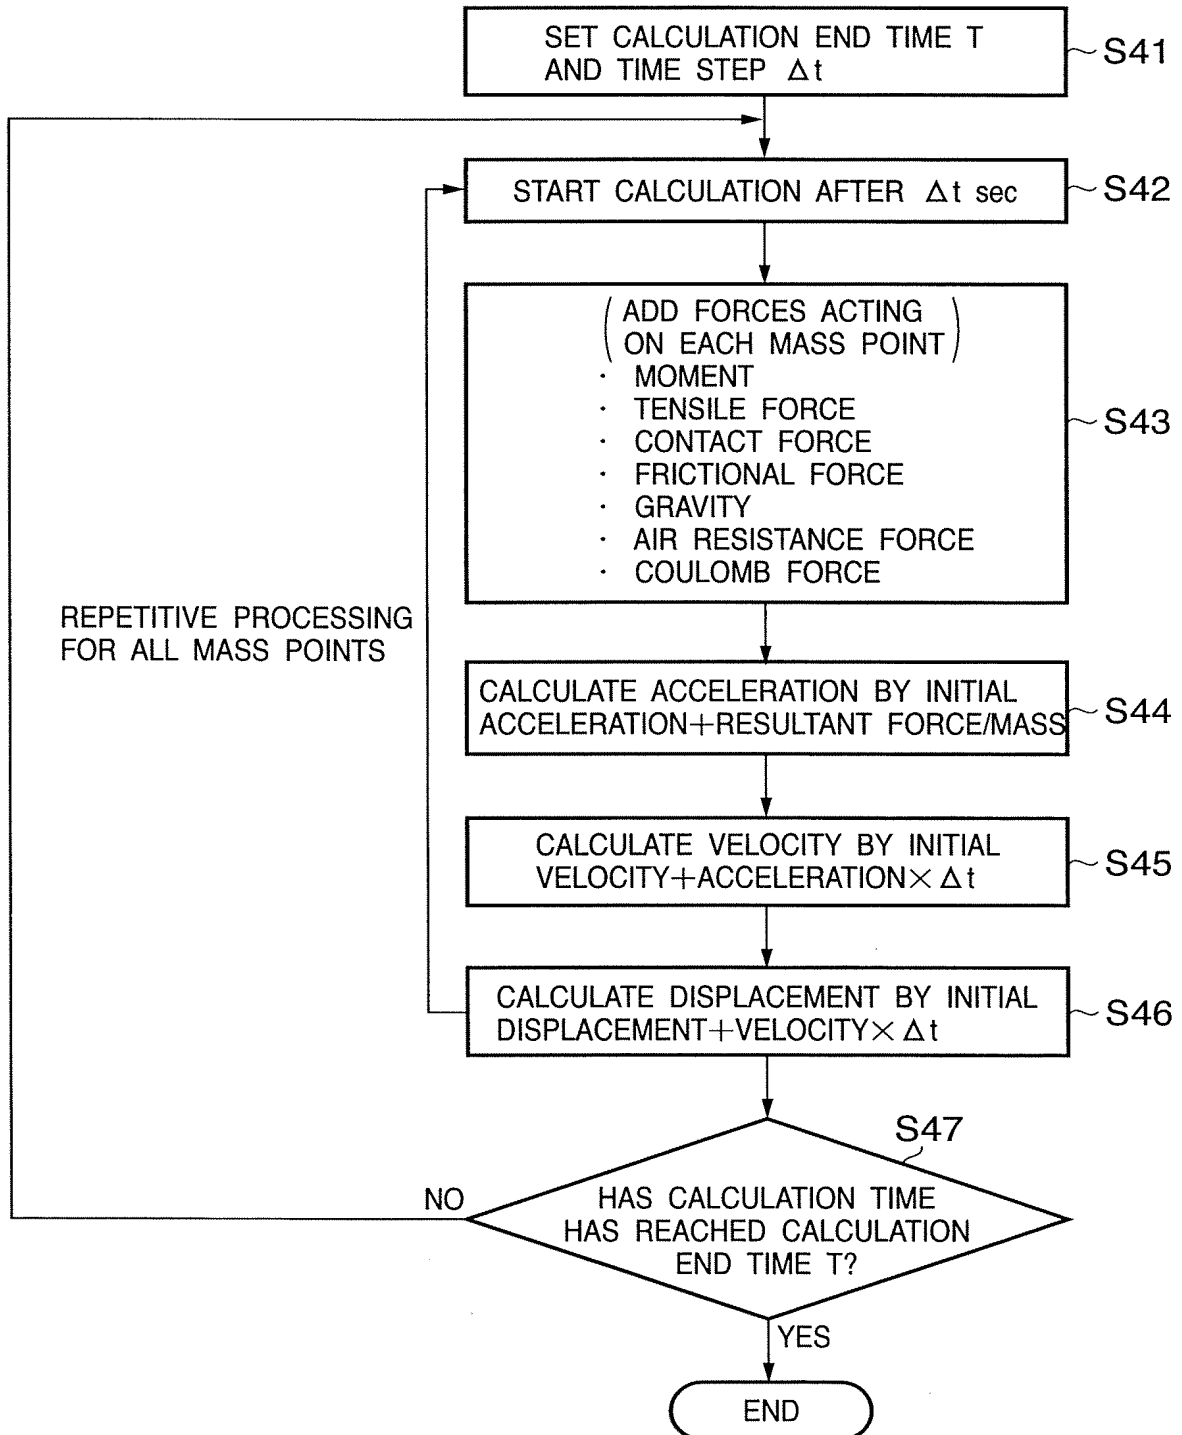 SET CALCULATION END TIME T
AND TIME STEP Δt
S41
START CALCULATION AFTER Δt sec
S42
(ADD FORCES ACTING
ON EACH MASS POINT)
· MOMENT
· TENSILE FORCE
· CONTACT FORCE
· FRICTIONAL FORCE
· GRAVITY
· AIR RESISTANCE FORCE
· COULOMB FORCE
S43
REPETITIVE PROCESSING
FOR ALL MASS POINTS
CALCULATE ACCELERATION BY INITIAL
ACCELERATION+RESULTANT FORCE/MASS
S44
CALCULATE VELOCITY BY INITIAL
VELOCITY+ACCELERATION×Δt
S45
CALCULATE DISPLACEMENT BY INITIAL
DISPLACEMENT+VELOCITY×Δt
S46
S47
NO
HAS CALCULATION TIME
HAS REACHED CALCULATION
END TIME T?
YES
END